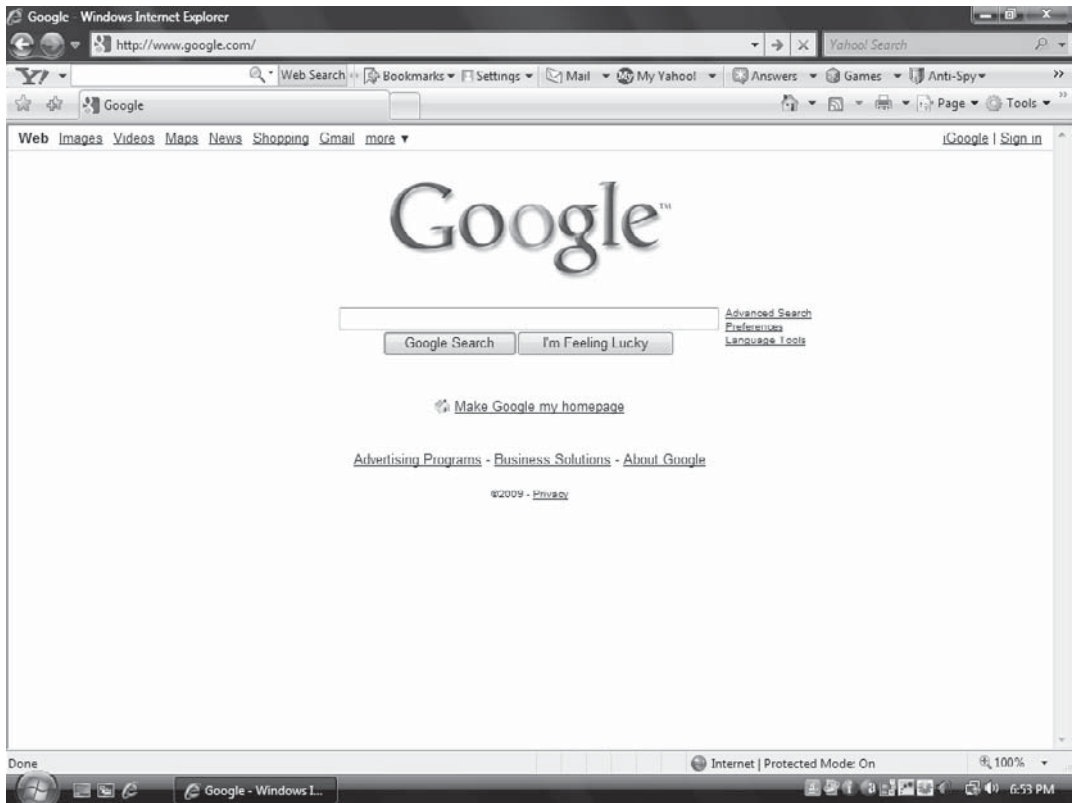 Google - Windows Internet Explorer
http://www.google.com/ Yahoo! Search
Y! Web Search Bookmarks Settings Mail My Yahoo! Answers Games Anti-Spy >>
Google Page Tools >>
Web Images Videos Maps News Shopping Gmail more ▼ iGoogle | Sign in
Google™
Advanced Search
Preferences
Language Tools
Google Search I'm Feeling Lucky
Make Google my homepage
Advertising Programs - Business Solutions - About Google
©2009 - Privacy
Done Internet | Protected Mode: On 100%
Google - Windows I... 6:53 PM